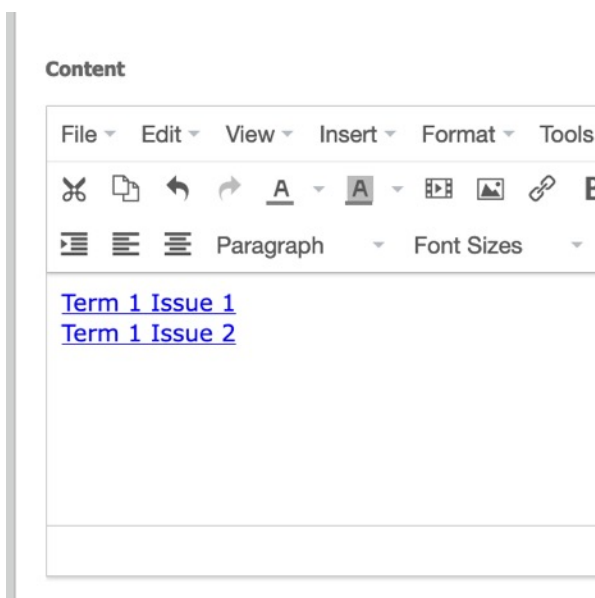 Content
File Edit View Insert Format Tools
A A B
Paragraph Font Sizes
Term 1 Issue 1
Term 1 Issue 2